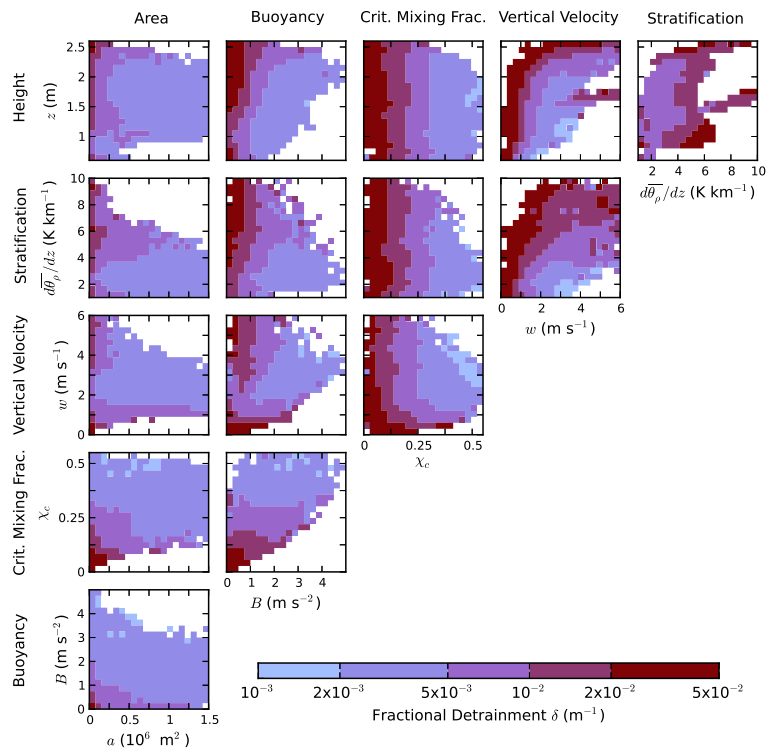 Area Buoyancy Crit. Mixing Frac. Vertical Velocity Stratification
Height
z (m)
2.5
2
1.5
1
2 4 6 8 10
dθ̅ρ/dz (K km⁻¹)
Stratification
dθ̅ρ/dz (K km⁻¹)
10
8
6
4
2
0 2 4 6
w (m s⁻¹)
Vertical Velocity
w (m s⁻¹)
6
4
2
0
0 0.25 0.5
χc
Crit. Mixing Frac.
χc
0.5
0.25
0
0 1 2 3 4
B (m s⁻²)
Buoyancy
B (m s⁻²)
4
3
2
1
0
0 0.5 1 1.5
a (10⁶ m²)
10⁻³ 2x10⁻³ 5x10⁻³ 10⁻² 2x10⁻² 5x10⁻²
Fractional Detrainment δ (m⁻¹)